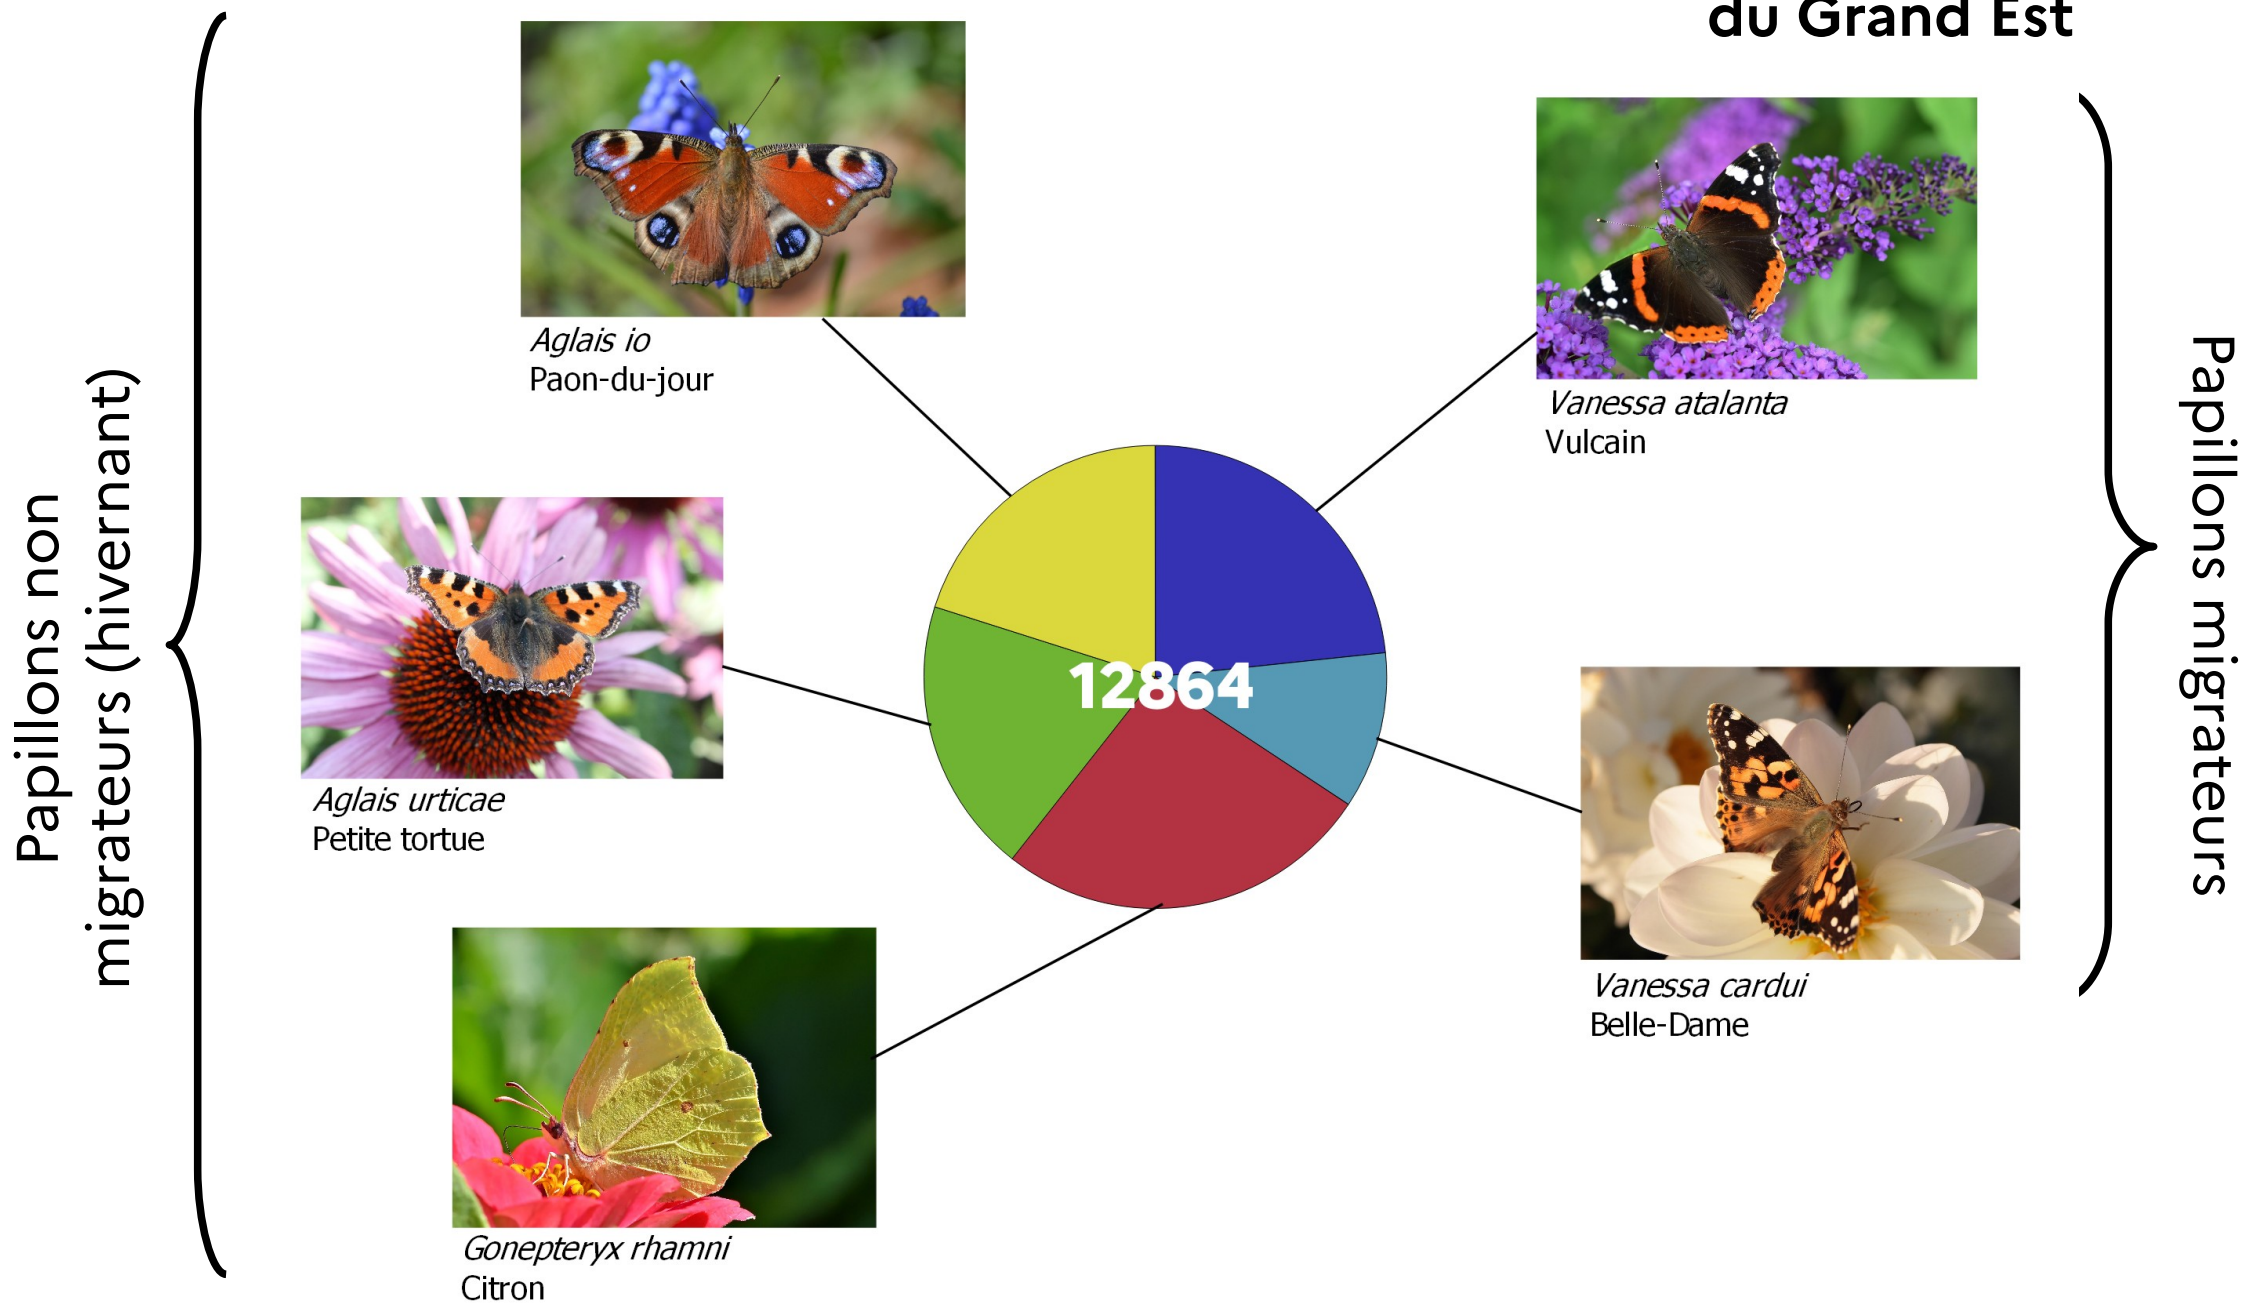 du Grand Est
Papillons non
migrateurs (hivernant)
Aglais io
Paon-du-jour
Vanessa atalanta
Vulcain
Aglais urticae
Petite tortue
12864
Papillons migrateurs
Vanessa cardui
Belle-Dame
Gonepteryx rhamni
Citron